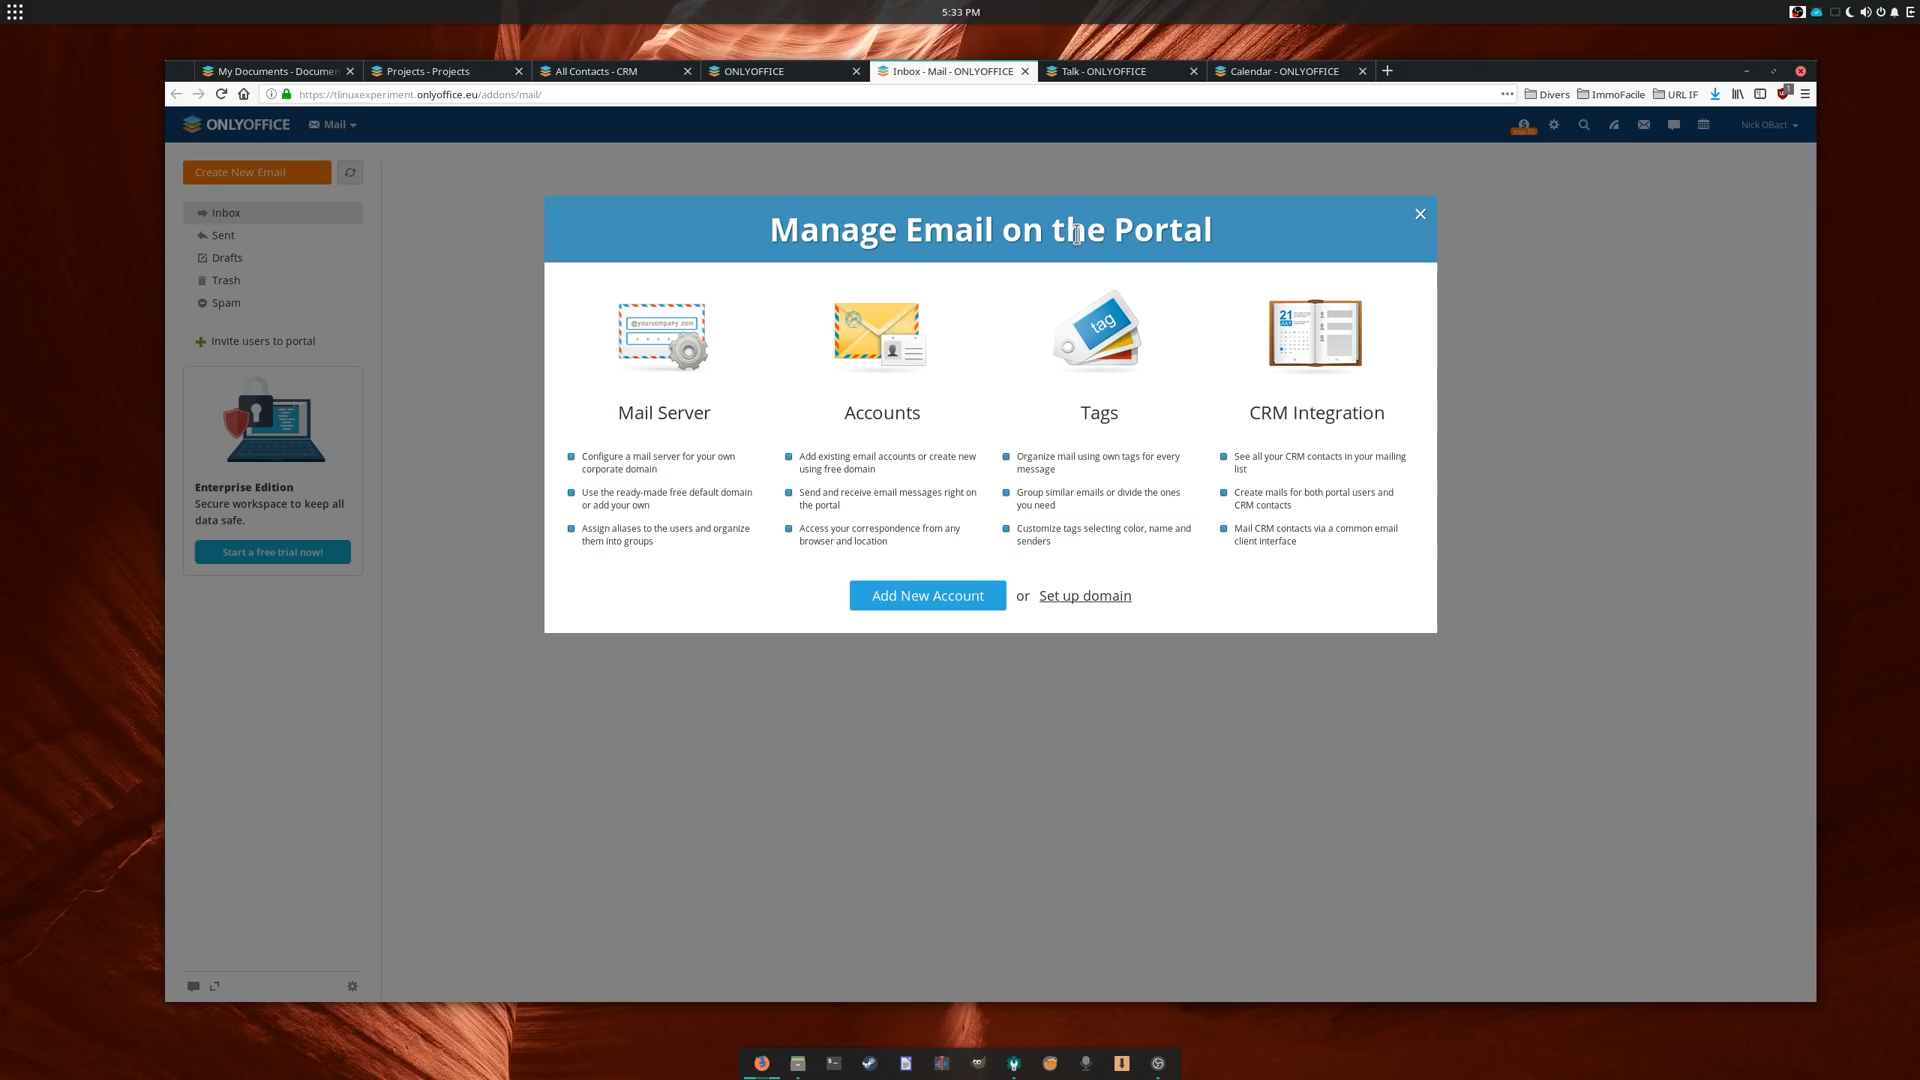 5:33 PM
My Documents - Documen
Projects - Projects
All Contacts - CRM
ONLYOFFICE
Inbox - Mail - ONLYOFFICE
Talk - ONLYOFFICE
Calendar - ONLYOFFICE
https://tlinuxexperiment.onlyoffice.eu/addons/mail/
Divers
ImmoFacile
URL IF
1
ONLYOFFICE
Mail
Nick OBact
Create New Email
Inbox
Sent
Drafts
Trash
Spam
Invite users to portal
Enterprise Edition
Secure workspace to keep all
data safe.
Start a free trial now!
Manage Email on the Portal
@yourcompany.com
tag
21
Mail Server
Configure a mail server for your own
corporate domain
Use the ready-made free default domain
or add your own
Assign aliases to the users and organize
them into groups
Accounts
Add existing email accounts or create new
using free domain
Send and receive email messages right on
the portal
Access your correspondence from any
browser and location
Tags
Organize mail using own tags for every
message
Group similar emails or divide the ones
you need
Customize tags selecting color, name and
senders
CRM Integration
See all your CRM contacts in your mailing
list
Create mails for both portal users and
CRM contacts
Mail CRM contacts via a common email
client interface
Add New Account or Set up domain